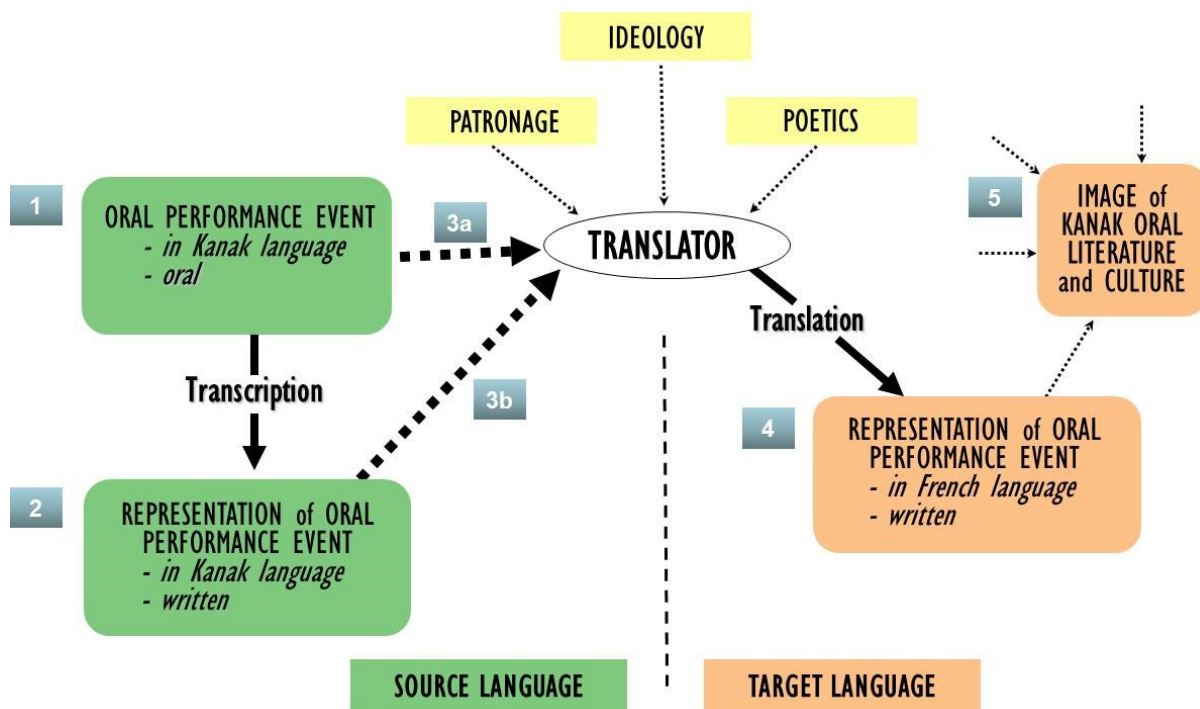 IDEOLOGY
PATRONAGE
POETICS
1
ORAL PERFORMANCE EVENT
- in Kanak language
- oral
3a
TRANSLATOR
5
IMAGE of
KANAK ORAL
LITERATURE
and CULTURE
Transcription
3b
Translation
2
REPRESENTATION of ORAL
PERFORMANCE EVENT
- in Kanak language
- written
4
REPRESENTATION of ORAL
PERFORMANCE EVENT
- in French language
- written
SOURCE LANGUAGE
TARGET LANGUAGE